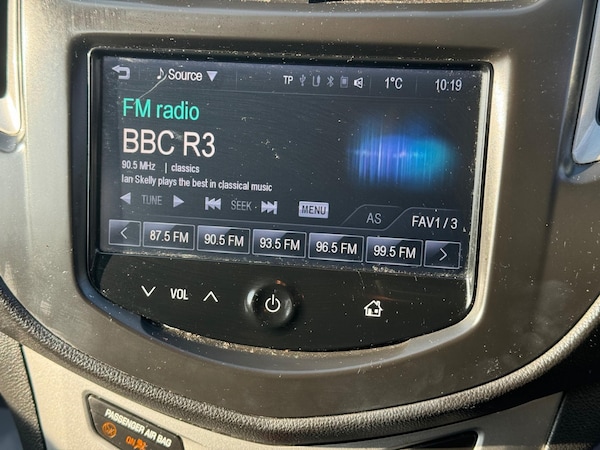 Source TP 1°C 10:19
FM radio
BBC R3
90.5 MHz | classics
Ian Skelly plays the best in classical music
TUNE SEEK MENU AS FAV1 / 3
87.5 FM 90.5 FM 93.5 FM 96.5 FM 99.5 FM
VOL
PASSENGER AIR BAG
ON